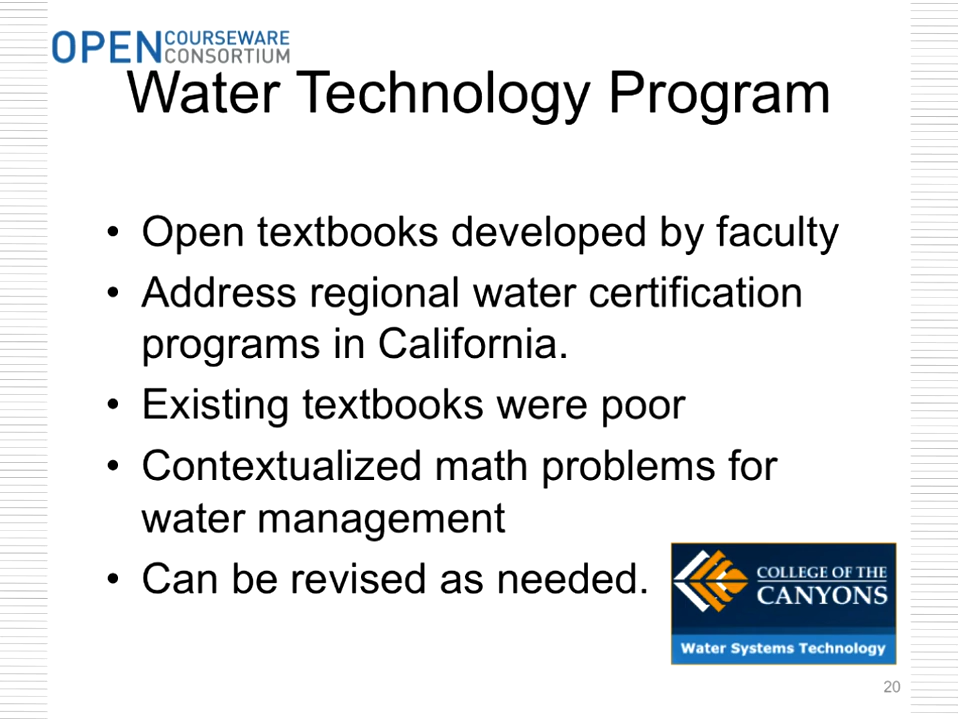 OPEN COURSEWARE
CONSORTIUM
Water Technology Program
• Open textbooks developed by faculty
• Address regional water certification
programs in California.
• Existing textbooks were poor
• Contextualized math problems for
water management
• Can be revised as needed.
COLLEGE OF THE
CANYONS
Water Systems Technology
20